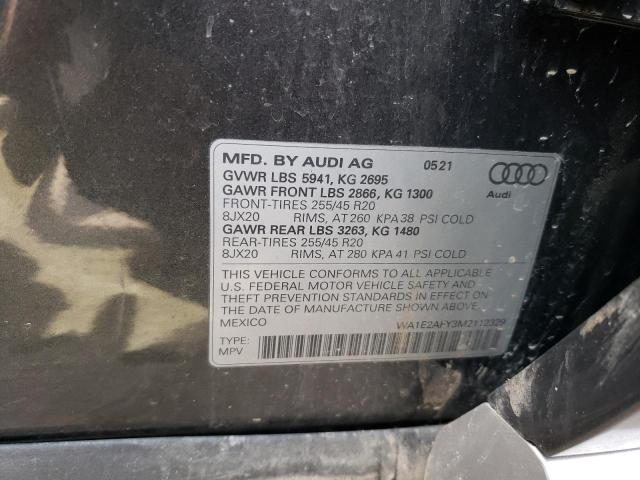 MFD. BY AUDI AG 05.21
GVWR LBS 5941, KG 2695
GAWR FRONT LBS 2866, KG 1300
FRONT-TIRES 255/45 R20
8JX20 RIMS, AT 260 KPA 38 PSI COLD
GAWR REAR LBS 3263, KG 1480
REAR-TIRES 255/45 R20
8JX20 RIMS, AT 280 KPA 41 PSI COLD
Audi
THIS VEHICLE CONFORMS TO ALL APPLICABLE
U.S. FEDERAL MOTOR VEHICLE SAFETY AND
THEFT PREVENTION STANDARDS IN EFFECT ON
THE DATE OF MANUFACTURE SHOWN ABOVE.
MEXICO WA1E2AFY3M2112329
TYPE:
MPV